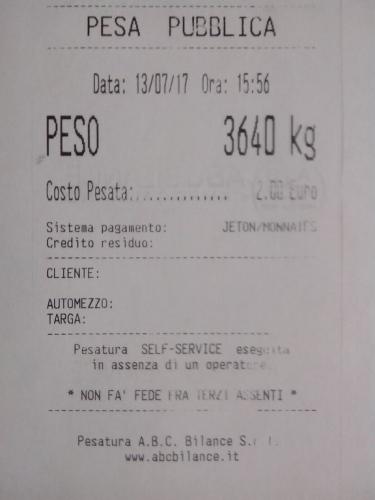 PESA PUBBLICA
Data: 13/07/17 Ora: 15:56
PESO 3640 kg
Costo Pesata:.............. 2.00 Euro
Sistema pagamento: JETON/MONNAIES
Credito residuo:
CLIENTE:
AUTOMEZZO:
TARGA:
Pesatura SELF-SERVICE eseguita
in assenza di un operatore.
* NON FA' FEDE FRA TERZI ASSENTI *
Pesatura A.B.C. Bilance S.r.l.
www.abcbilance.it